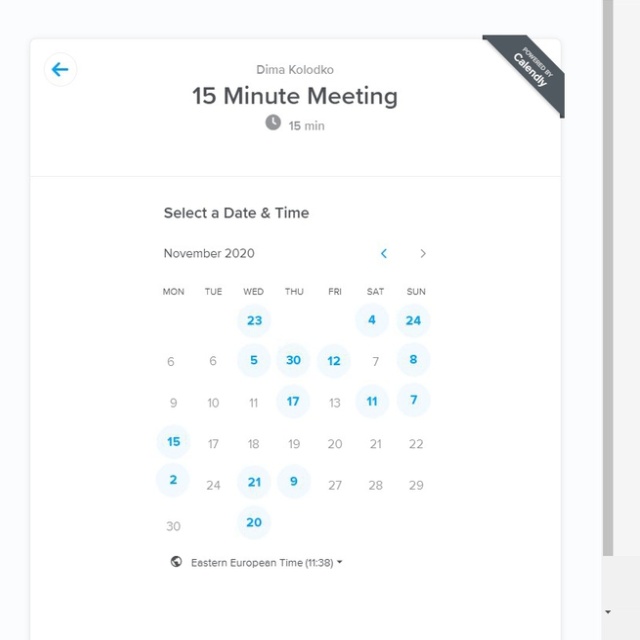 POWERED BY
Calendly
Dima Kolodko
15 Minute Meeting
15 min
Select a Date & Time
November 2020
MON TUE WED THU FRI SAT SUN
23 4 24
6 6 5 30 12 7 8
9 10 11 17 13 11 7
15 17 18 19 20 21 22
2 24 21 9 27 28 29
30 20
Eastern European Time (11:38)